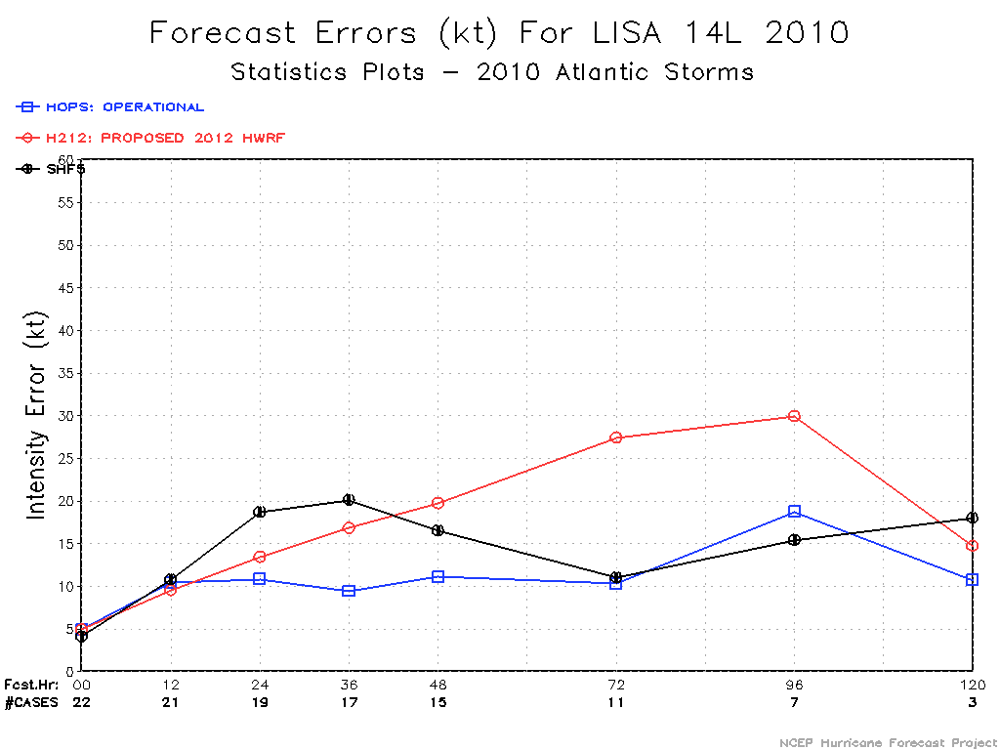 Forecast Errors (kt) For LISA 14L 2010
Statistics Plots - 2010 Atlantic Storms
HOPS: OPERATIONAL
H212: PROPOSED 2012 HWRF
SHF5
60
55
50
45
40
35
30
25
20
15
10
5
0
Intensity Error (kt)
Fcst.Hr: 00 12 24 36 48 72 96 120
#CASES 22 21 19 17 15 11 7 3
NCEP Hurricane Forecast Project